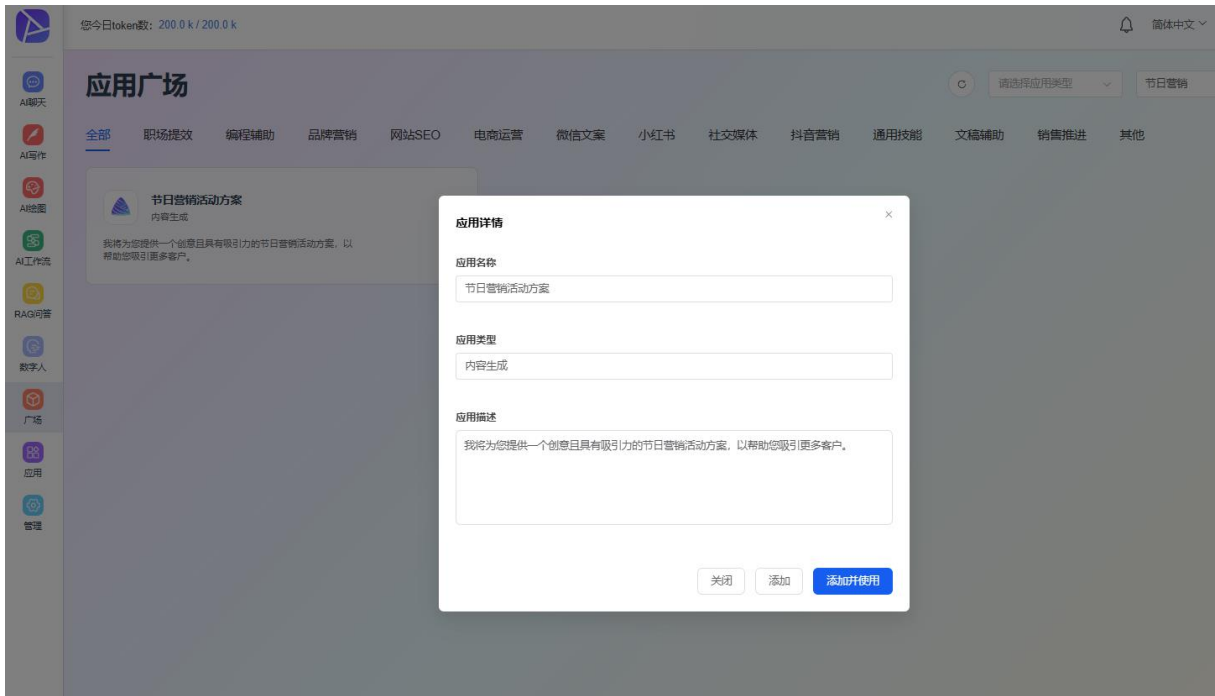 您今日token数：200.0 k / 200.0 k
简体中文
AI聊天
AI写作
AI绘图
AI工作流
RAG问答
数字人
广场
应用
管理
应用广场
请选择应用类型
节日营销
全部 职场提效 编程辅助 品牌营销 网站SEO 电商运营 微信文案 小红书 社交媒体 抖音营销 通用技能 文稿辅助 销售推进 其他
节日营销活动方案
内容生成
我将为您提供一个创意且具有吸引力的节日营销活动方案，以
帮助您吸引更多客户。
应用详情
应用名称
节日营销活动方案
应用类型
内容生成
应用描述
我将为您提供一个创意且具有吸引力的节日营销活动方案，以帮助您吸引更多客户。
关闭 添加 添加并使用